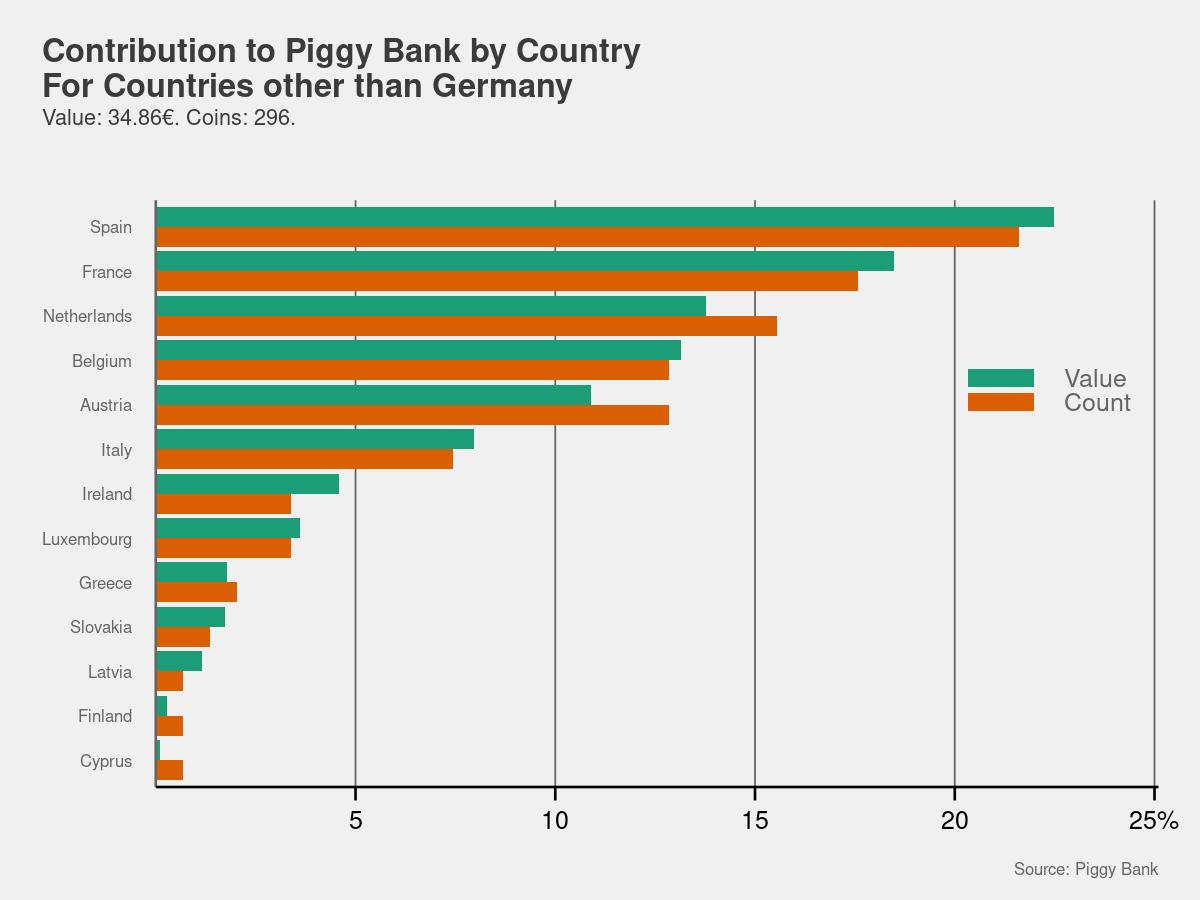 Contribution to Piggy Bank by Country
For Countries other than Germany
Value: 34.86€. Coins: 296.
Spain
France
Netherlands
Belgium
Austria
Italy
Ireland
Luxembourg
Greece
Slovakia
Latvia
Finland
Cyprus
Value
Count
5 10 15 20 25%
Source: Piggy Bank